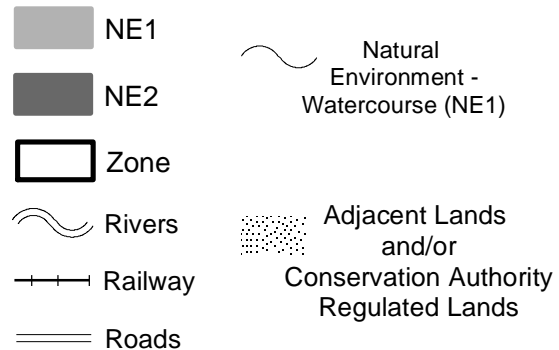 NE1
NE2
Zone
Rivers
Railway
Roads
Natural
Environment -
Watercourse (NE1)
Adjacent Lands
and/or
Conservation Authority
Regulated Lands